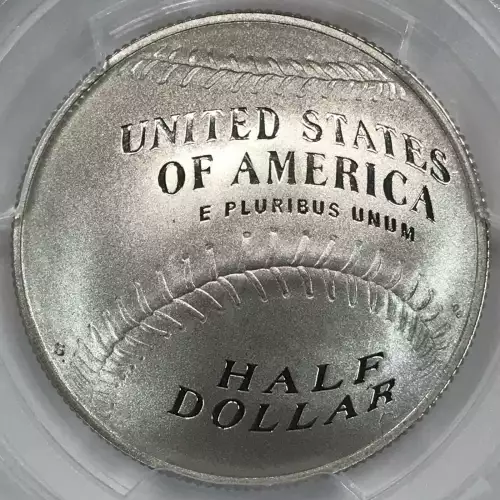 UNITED STATES
OF AMERICA
E PLURIBUS UNUM
HALF
DOLLAR